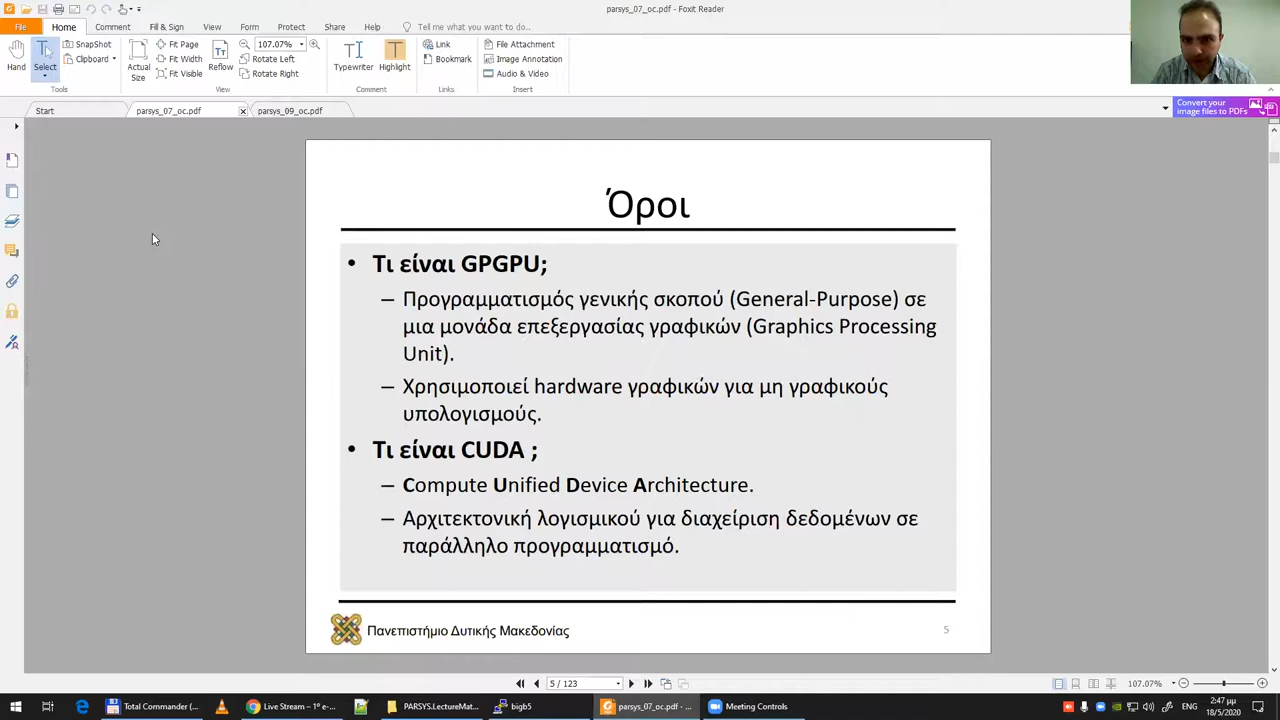 parsys_07_oc.pdf - Foxit Reader
File Home Comment Fill & Sign View Form Protect Share Help Tell me what you want to do...
Hand
Select
SnapShot
Clipboard
Tools
Actual Size
Fit Page
Fit Width
Fit Visible
Reflow
107.07%
Rotate Left
Rotate Right
View
Typewriter
Highlight
Comment
Link
Bookmark
Links
File Attachment
Image Annotation
Audio & Video
Insert
Start parsys_07_oc.pdf parsys_09_oc.pdf
Convert your
image files to PDFs
Όροι
• Τι είναι GPGPU;
– Προγραμματισμός γενικής σκοπού (General-Purpose) σε
μια μονάδα επεξεργασίας γραφικών (Graphics Processing
Unit).
– Χρησιμοποιεί hardware γραφικών για μη γραφικούς
υπολογισμούς.
• Τι είναι CUDA ;
– Compute Unified Device Architecture.
– Αρχιτεκτονική λογισμικού για διαχείριση δεδομένων σε
παράλληλο προγραμματισμό.
Πανεπιστήμιο Δυτικής Μακεδονίας
5
5 / 123
107.07%
Total Commander (... Live Stream – 1º e-... PARSYS.LectureMat... bigb5 parsys_07_oc.pdf - ... Meeting Controls
2:47 μμ
18/5/2020